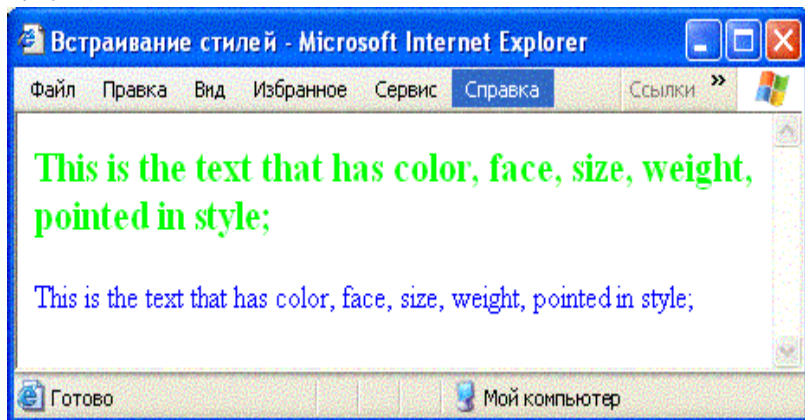 Встраивание стилей - Microsoft Internet Explorer
Файл Правка Вид Избранное Сервис Справка Ссылки »
This is the text that has color, face, size, weight,
pointed in style;
This is the text that has color, face, size, weight, pointed in style;
Готово Мой компьютер